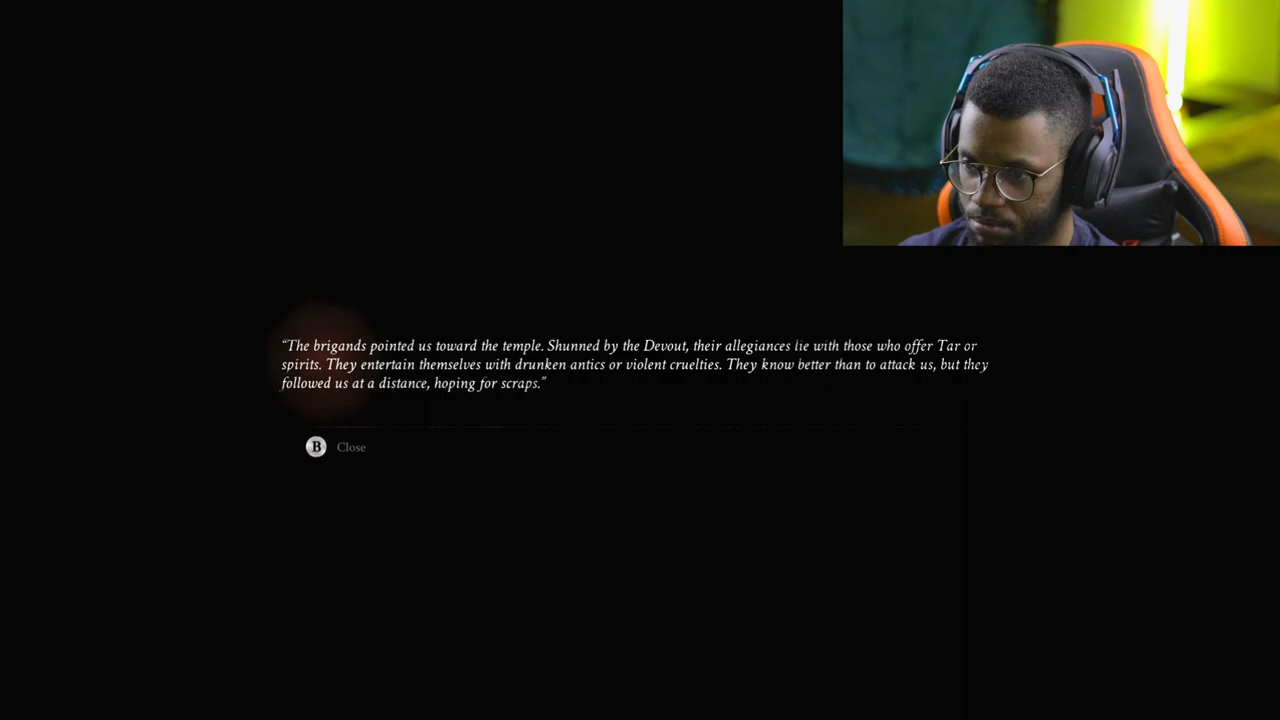 “The brigands pointed us toward the temple. Shunned by the Devout, their allegiances lie with those who offer Tar or
spirits. They entertain themselves with drunken antics or violent cruelties. They know better than to attack us, but they
followed us at a distance, hoping for scraps.”
B Close